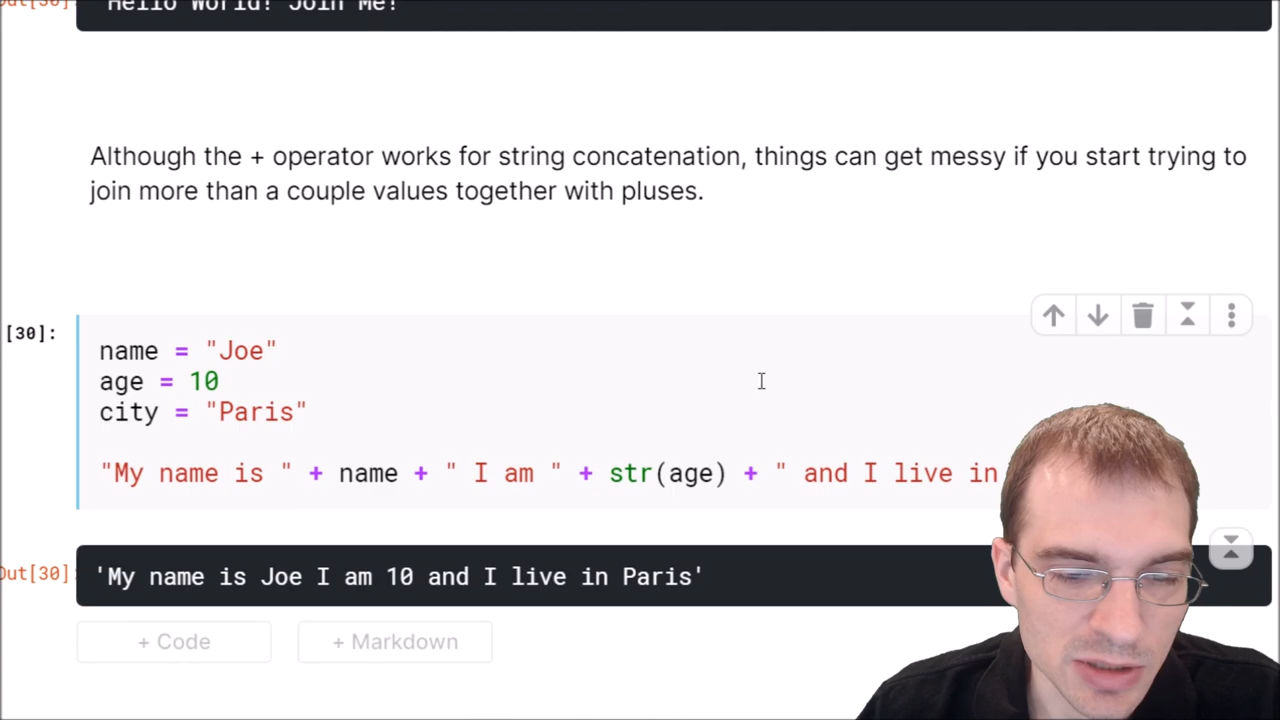 Out[30]
'Hello World! Join Me!'
Although the + operator works for string concatenation, things can get messy if you start trying to
join more than a couple values together with pluses.
[30]:
name = "Joe"
age = 10
city = "Paris"
"My name is " + name + " I am " + str(age) + " and I live in
Out[30]
'My name is Joe I am 10 and I live in Paris'
+ Code
+ Markdown